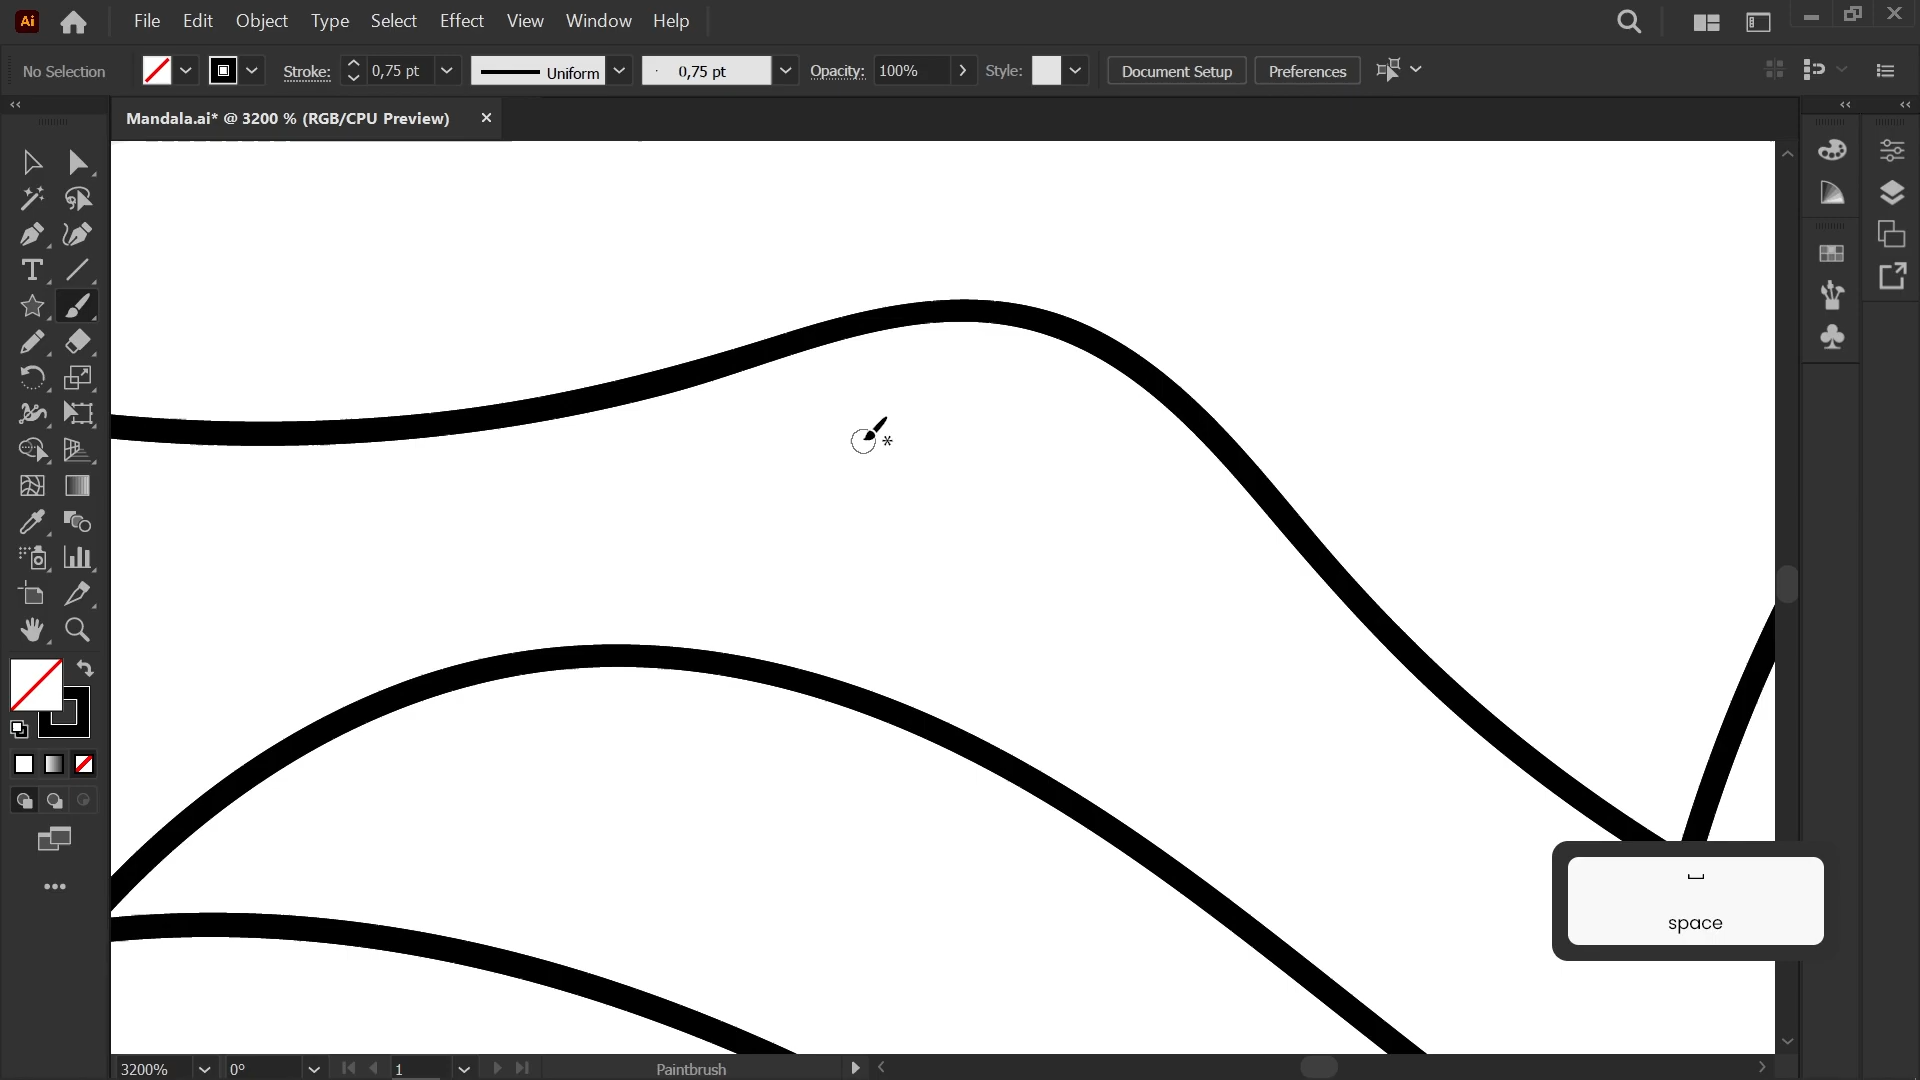 Ai File Edit Object Type Select Effect View Window Help
No Selection Stroke: 0,75 pt Uniform 0,75 pt Opacity: 100% Style: Document Setup Preferences
Mandala.ai* @ 3200 % (RGB/CPU Preview)
space
3200% 0° 1 Paintbrush